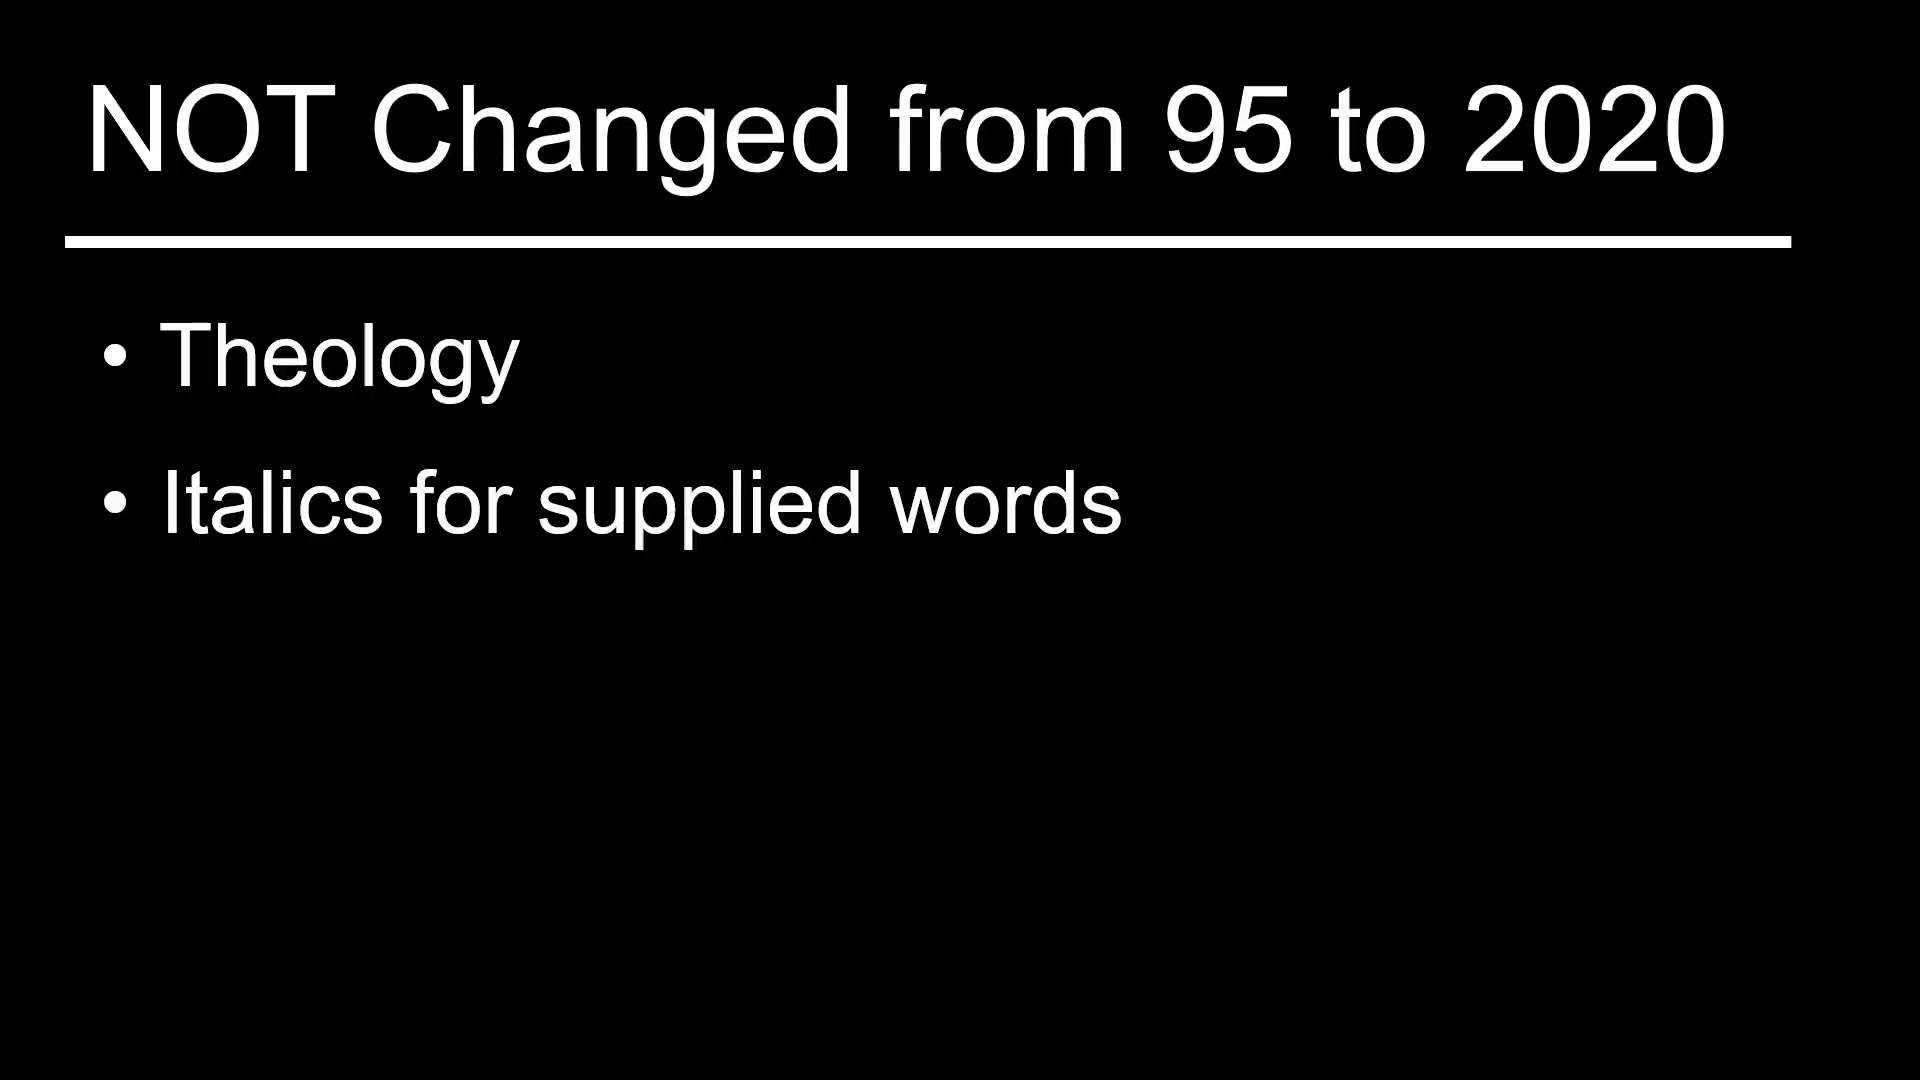 NOT Changed from 95 to 2020
• Theology
• Italics for supplied words